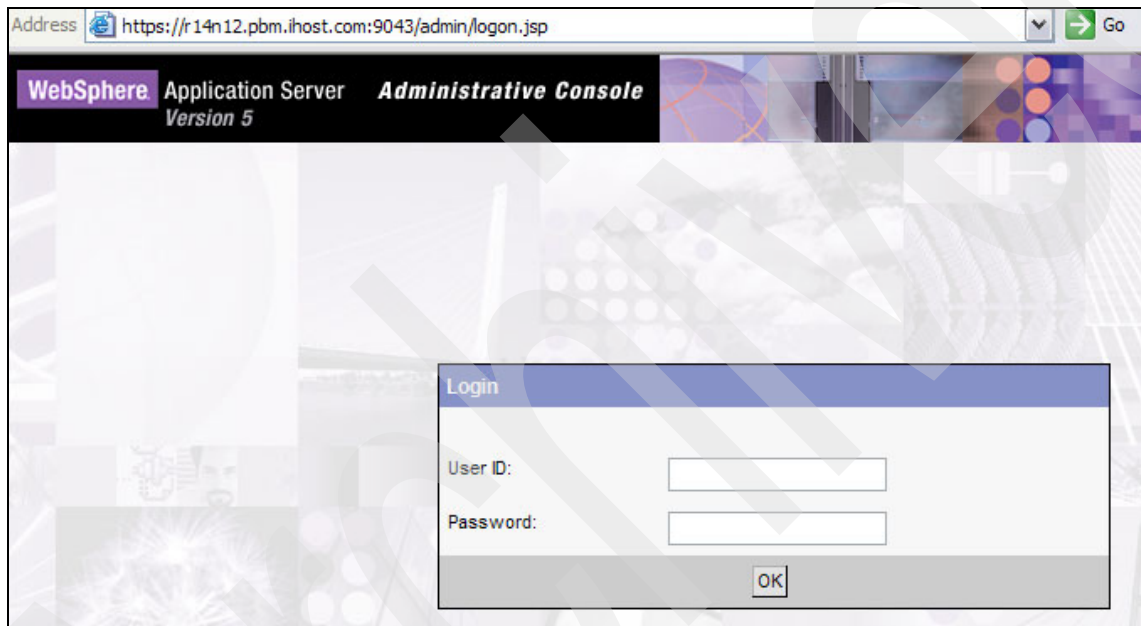 Address https://r14n12.pbm.ihost.com:9043/admin/logon.jsp Go
WebSphere. Application Server Administrative Console
Version 5
Login
User ID:
Password:
OK